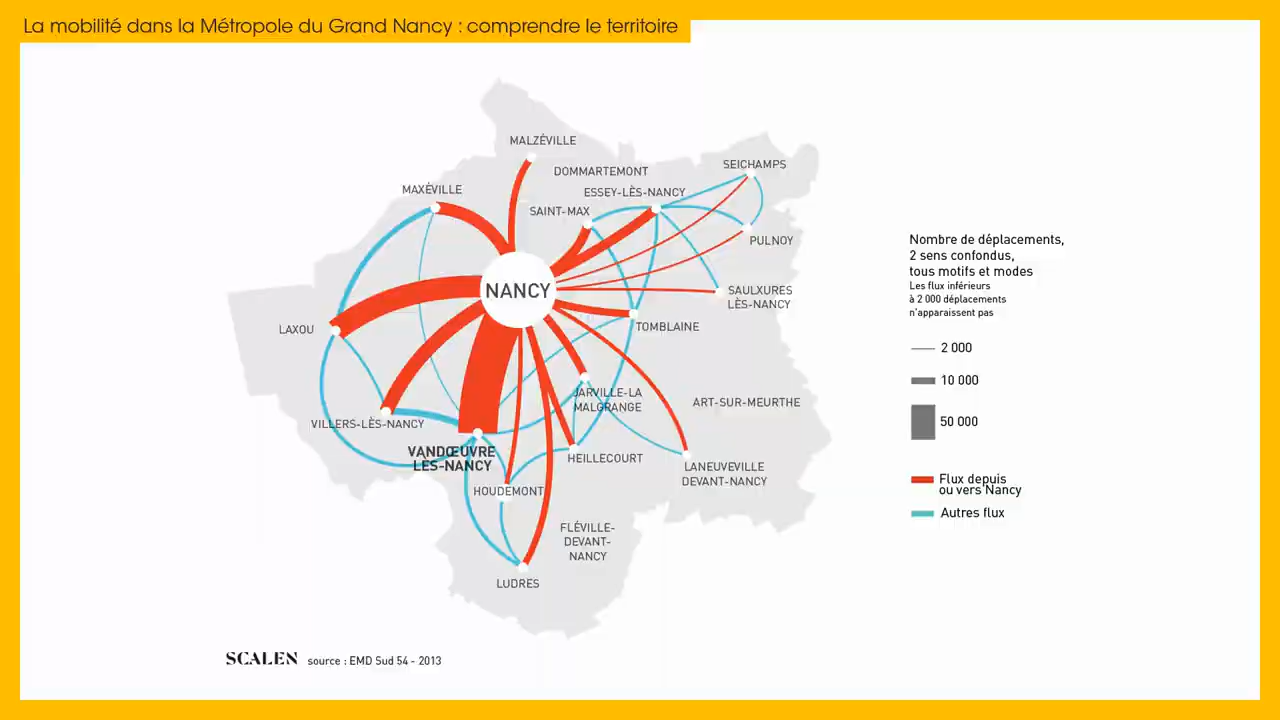 La mobilité dans la Métropole du Grand Nancy : comprendre le territoire
MALZÉVILLE
DOMMARTEMONT
SEICHAMPS
MAXÉVILLE
ESSEY-LÈS-NANCY
SAINT-MAX
PULNOY
NANCY
SAULXURES
LÈS-NANCY
LAXOU
TOMBLAINE
JARVILLE-LA
MALGRANGE
ART-SUR-MEURTHE
VILLERS-LÈS-NANCY
VANDŒUVRE
LÈS-NANCY
HEILLECOURT
LANEUVEVILLE
DEVANT-NANCY
HOUDEMONT
FLÉVILLE-
DEVANT-
NANCY
LUDRES
Nombre de déplacements,
2 sens confondus,
tous motifs et modes
Les flux inférieurs
à 2 000 déplacements
n'apparaissent pas
2 000
10 000
50 000
Flux depuis
ou vers Nancy
Autres flux
SCALEN source : EMD Sud 54 - 2013